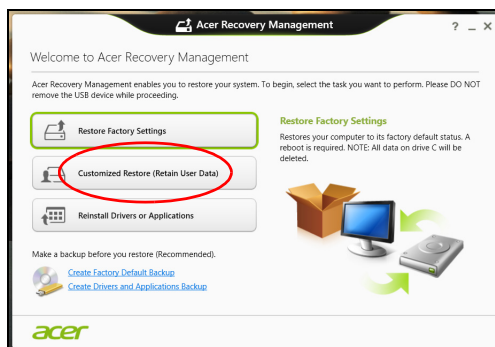 Acer Recovery Management
Welcome to Acer Recovery Management
Acer Recovery Management enables you to restore your system. To begin, select the task you want to perform. Please DO NOT
remove the USB device while proceeding.
Restore Factory Settings
Customized Restore (Retain User Data)
Reinstall Drivers or Applications
Restore Factory Settings
Restores your computer to its factory default status. A
reboot is required. NOTE: All data on drive C will be
deleted.
Make a backup before you restore (Recommended).
Create Factory Default Backup
Create Drivers and Applications Backup
acer